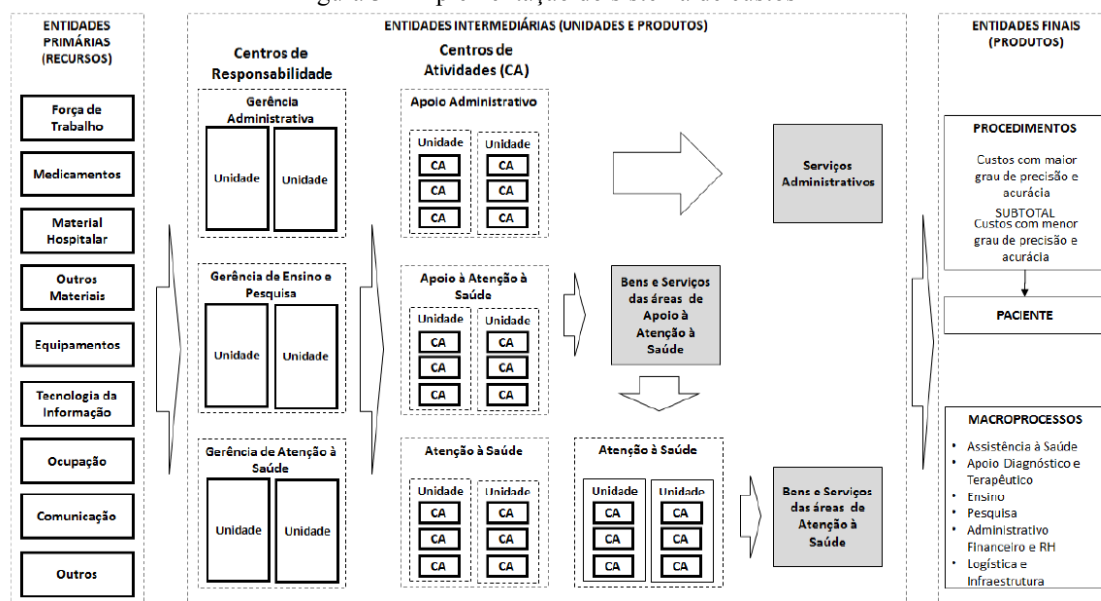 ENTIDADES
PRIMÁRIAS
(RECURSOS)
Força de
Trabalho
Medicamentos
Material
Hospitalar
Outros
Materiais
Equipamentos
Tecnologia da
Informação
Ocupação
Comunicação
Outros
ENTIDADES INTERMEDIÁRIAS (UNIDADES E PRODUTOS)
Centros de
Responsabilidade
Gerência
Administrativa
Unidade Unidade
Gerência de Ensino e
Pesquisa
Unidade Unidade
Gerência de Atenção à
Saúde
Unidade Unidade
Centros de
Atividades (CA)
Apoio Administrativo
Unidade Unidade
CA CA
CA CA
CA CA
Apoio à Atenção à
Saúde
Unidade Unidade
CA CA
CA CA
CA CA
Atenção à Saúde
Unidade Unidade
CA CA
CA CA
CA CA
Atenção à Saúde
Unidade Unidade
CA CA
CA CA
CA CA
Serviços
Administrativos
Bens e Serviços
das áreas de
Apoio à
Atenção à
Saúde
Bens e Serviços
das áreas de
Atenção à
Saúde
ENTIDADES FINAIS
(PRODUTOS)
PROCEDIMENTOS
Custos com maior
grau de precisão e
acurácia
SUBTOTAL
Custos com menor
grau de precisão e
acurácia
PACIENTE
MACROPROCESSOS
• Assistência à Saúde
• Apoio Diagnóstico e
Terapêutico
• Ensino
• Pesquisa
• Administrativo
Financeiro e RH
• Logística e
Infraestrutura